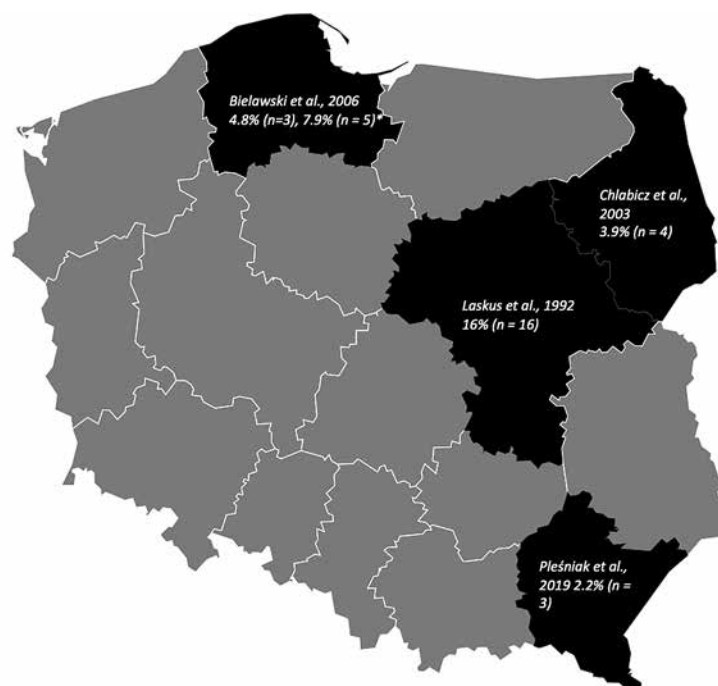 Bielawski et al., 2006
4.8% (n=3), 7.9% (n = 5)*
Chlabicz et al.,
2003
3.9% (n = 4)
Laskus et al., 1992
16% (n = 16)
Pleśniak et al.,
2019 2.2% (n =
3)